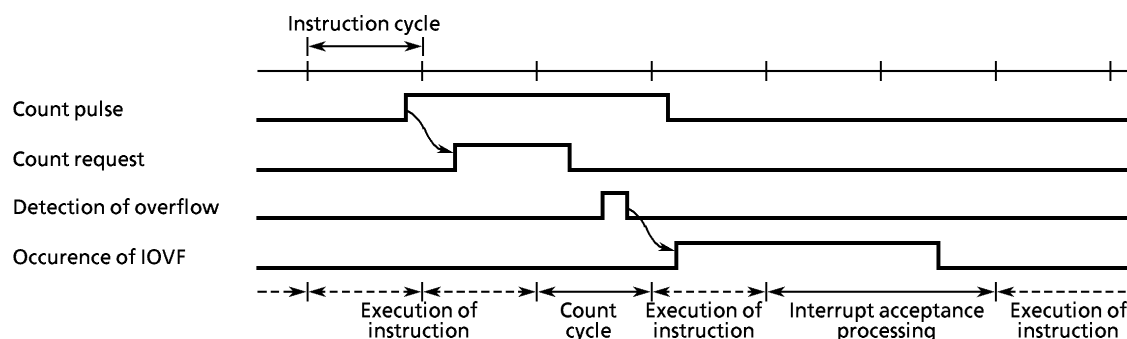 Instruction cycle
Count pulse
Count request
Detection of overflow
Occurence of IOVF
Execution of
instruction
Count
cycle
Execution of
instruction
Interrupt acceptance
processing
Execution of
instruction